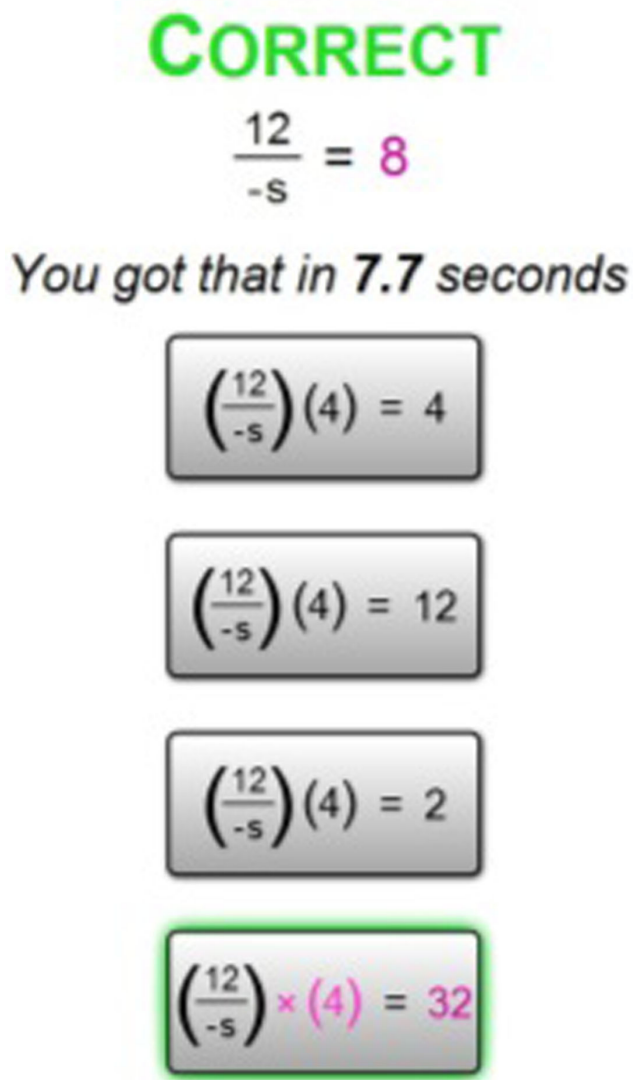 CORRECT
12/-s = 8
You got that in 7.7 seconds
(12/-s)(4) = 4
(12/-s)(4) = 12
(12/-s)(4) = 2
(12/-s) × (4) = 32